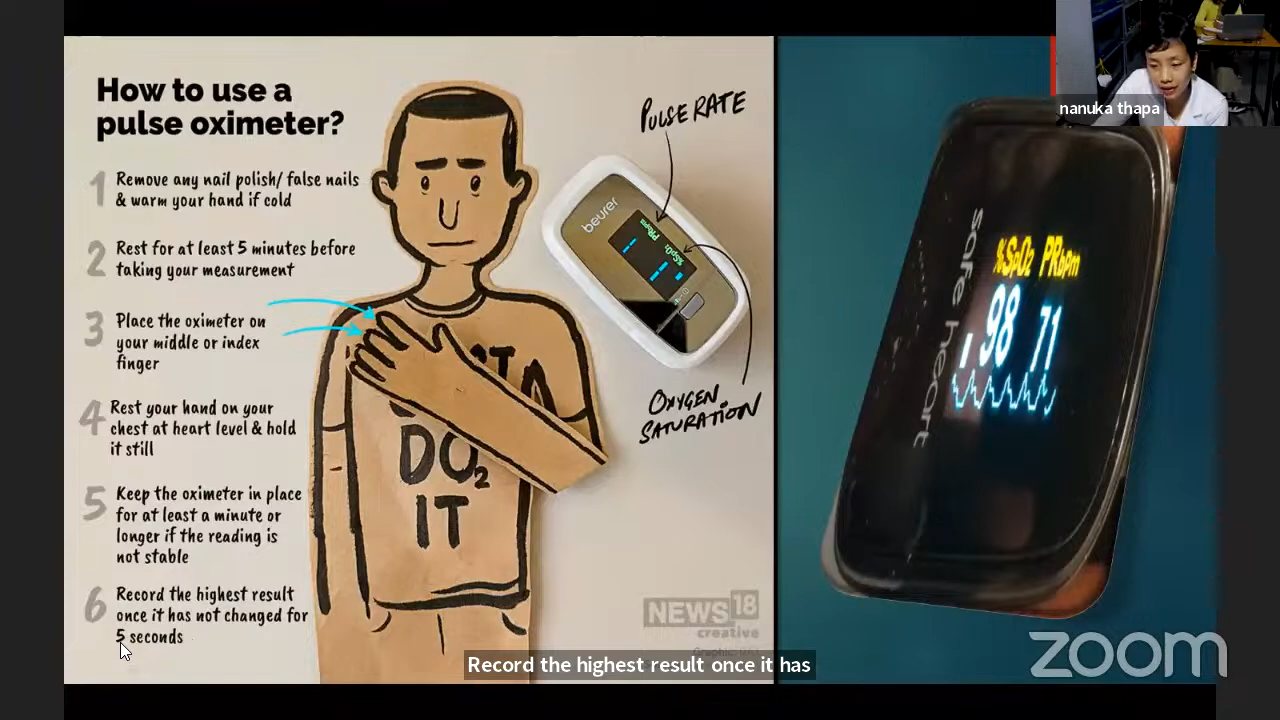 How to use a
pulse oximeter?
1 Remove any nail polish/ false nails
& warm your hand if cold
2 Rest for at least 5 minutes before
taking your measurement
3 Place the oximeter on
your middle or index
finger
4 Rest your hand on your
chest at heart level & hold
it still
5 Keep the oximeter in place
for at least a minute or
longer if the reading is
not stable
6 Record the highest result
once it has not changed for
5 seconds
PULSE RATE
beurer
PRbpm
%SpO2
OXYGEN
SATURATION
DO2
IT
NEWS18
creative
safe heart
%SpO2 PRbpm
98 71
nanuka thapa
Record the highest result once it has
zoom